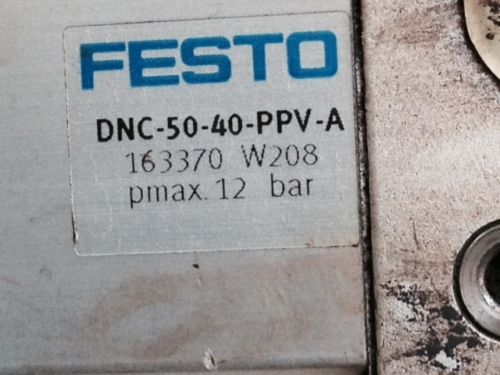 FESTO
DNC-50-40-PPV-A
163370 W208
pmax. 12 bar